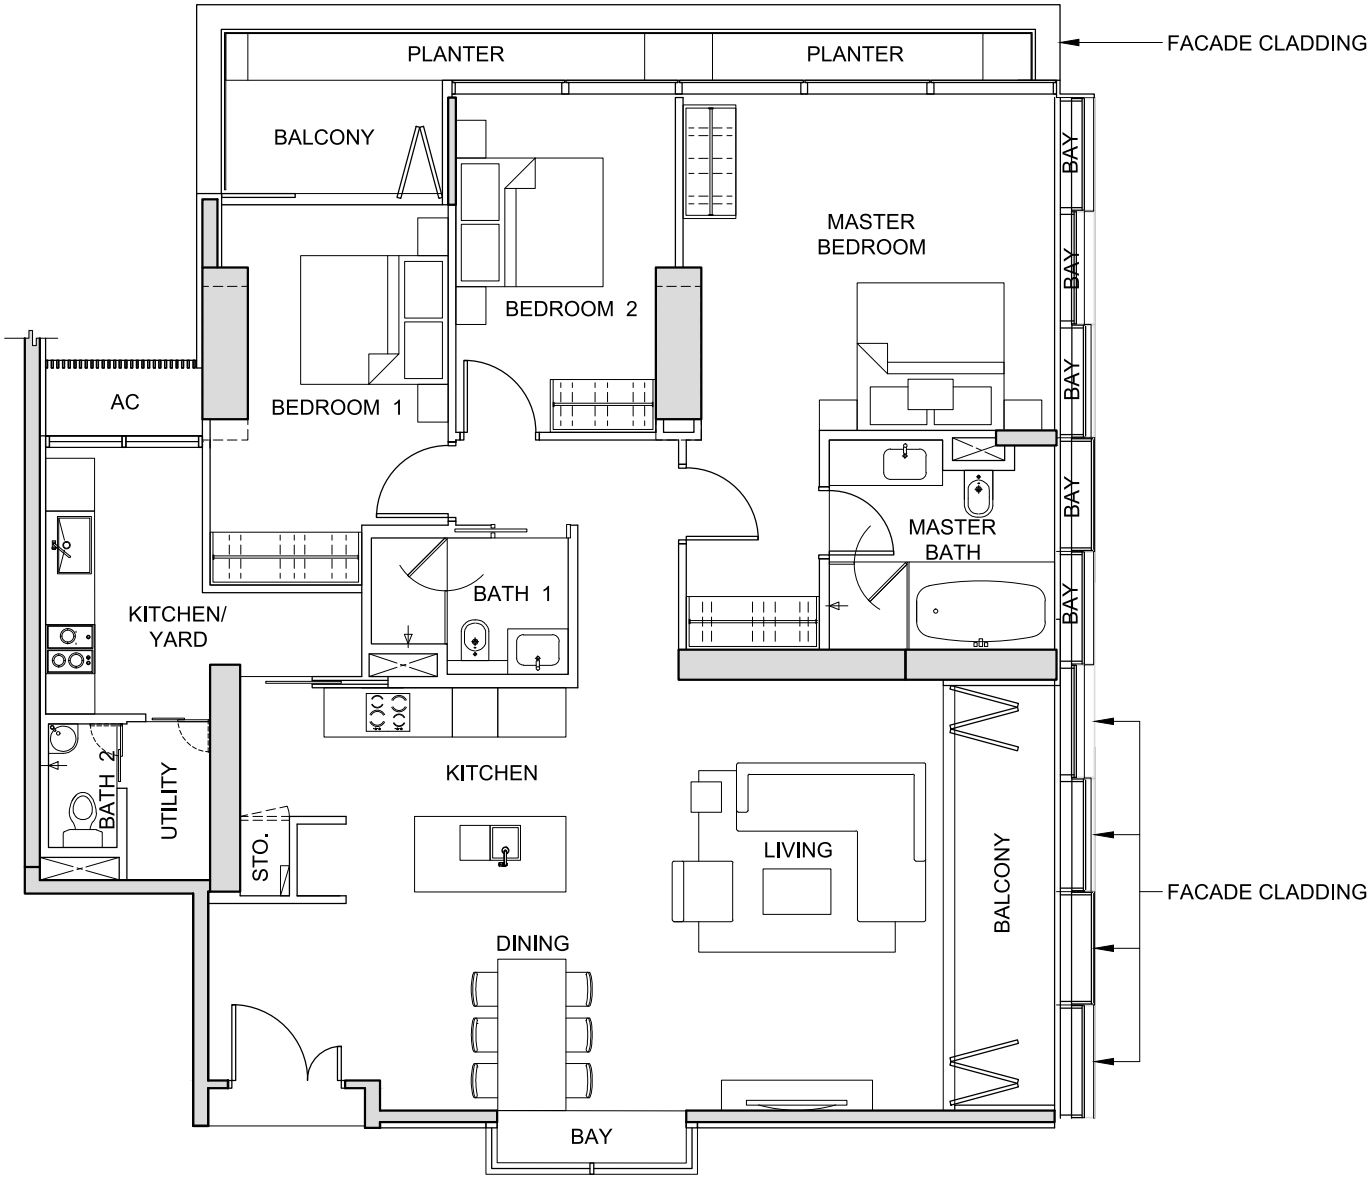 PLANTER
PLANTER
FACADE CLADDING
BALCONY
BAY
MASTER
BEDROOM
BAY
BEDROOM 2
BAY
AC
BEDROOM 1
BAY
MASTER
BATH
BATH 1
BAY
KITCHEN/
YARD
KITCHEN
BATH 2
UTILITY
STO.
LIVING
BALCONY
FACADE CLADDING
DINING
BAY